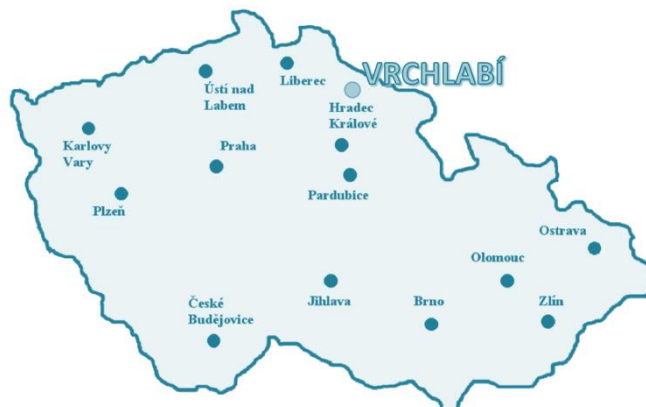 VRCHLABÍ
Liberec
Ústí nad
Labem
Hradec
Králové
Karlovy
Vary
Praha
Pardubice
Plzeň
Ostrava
Olomouc
České
Budějovice
Jihlava
Brno
Zlín